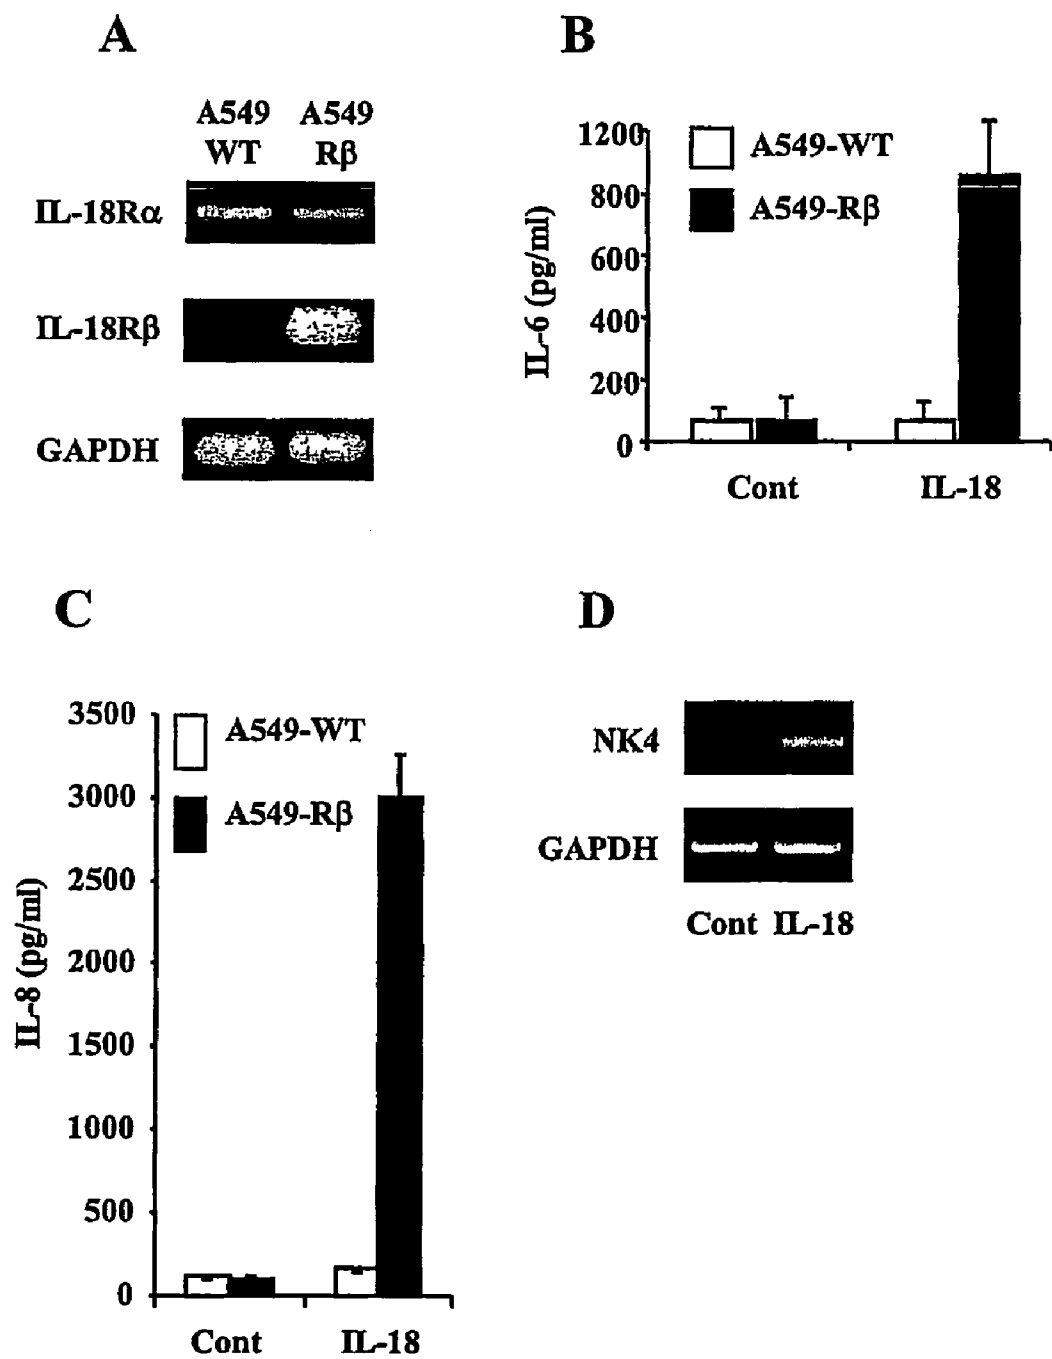 A
A549 A549
WT Rβ
IL-18Rα
IL-18Rβ
GAPDH
B
1200
800
600
400
200
0
IL-6 (pg/ml)
A549-WT
A549-Rβ
Cont IL-18
C
3500
3000
2500
2000
1500
1000
500
0
IL-8 (pg/ml)
A549-WT
A549-Rβ
Cont IL-18
D
NK4
GAPDH
Cont IL-18